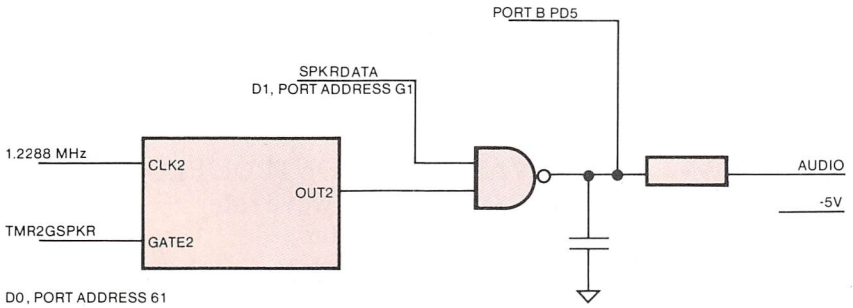 PORT B PD5
SPKRDATA
D1, PORT ADDRESS G1
1.2288 MHz
CLK2
OUT2
AUDIO
-5V
TMR2GSPKR
GATE2
D0, PORT ADDRESS 61